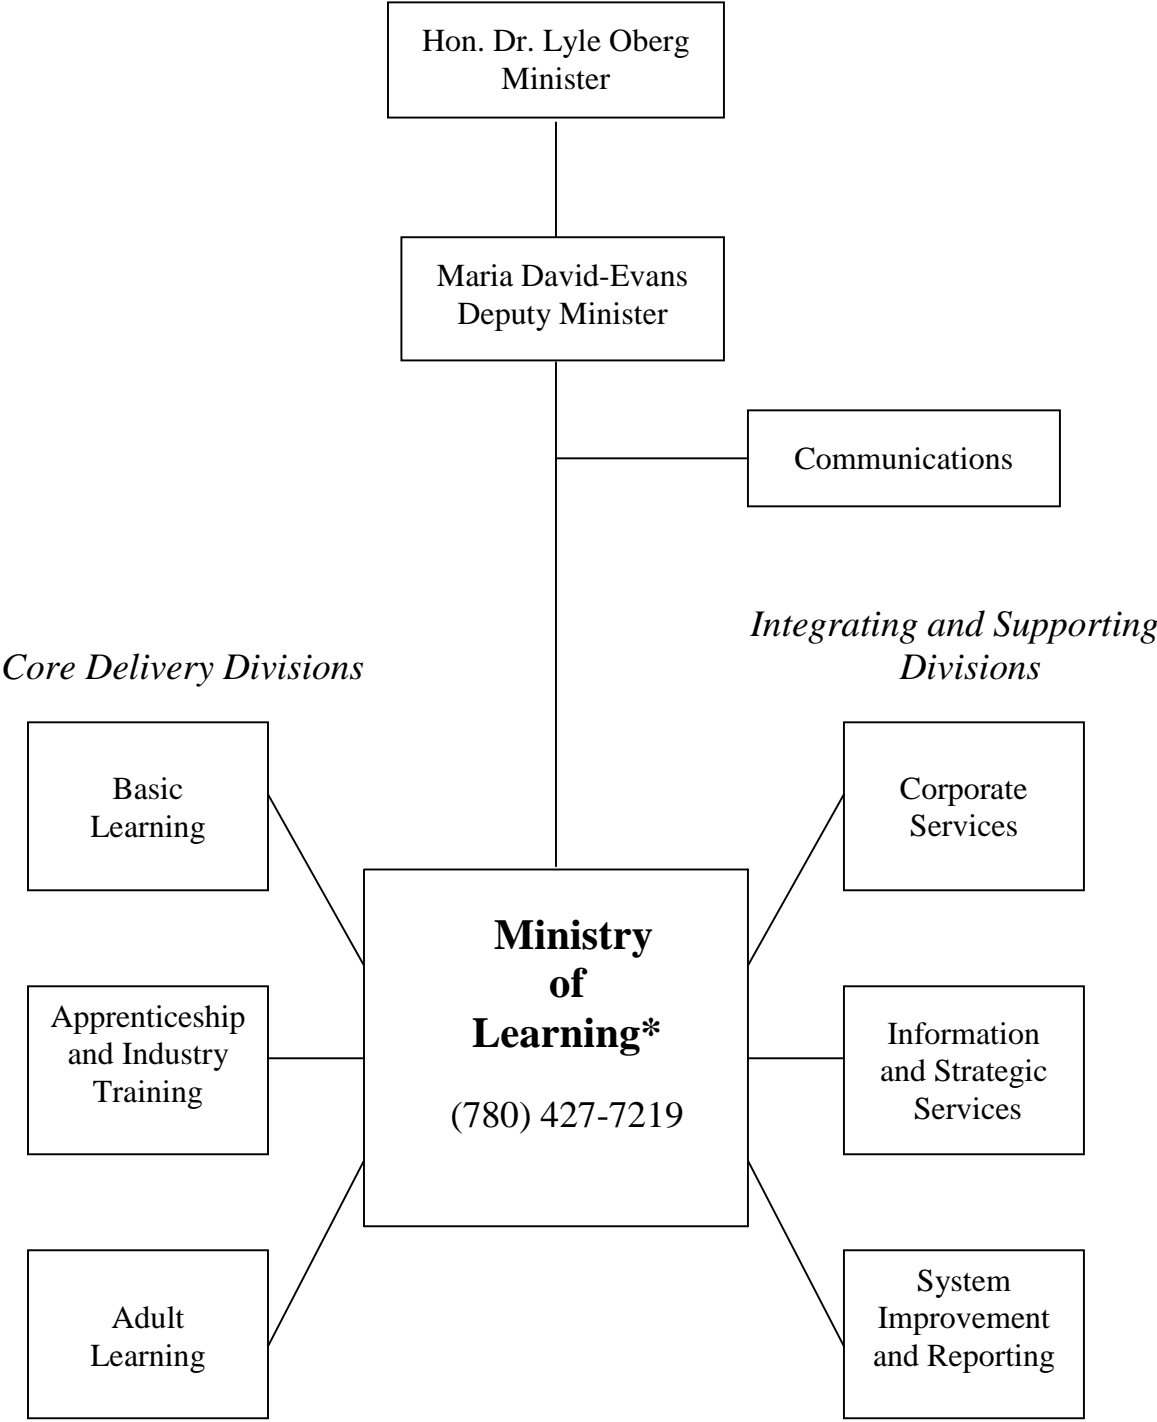 Hon. Dr. Lyle Oberg
Minister
Maria David-Evans
Deputy Minister
Communications
Core Delivery Divisions
Integrating and Supporting
Divisions
Basic
Learning
Corporate
Services
Ministry
of
Learning*
(780) 427-7219
Apprenticeship
and Industry
Training
Information
and Strategic
Services
Adult
Learning
System
Improvement
and Reporting